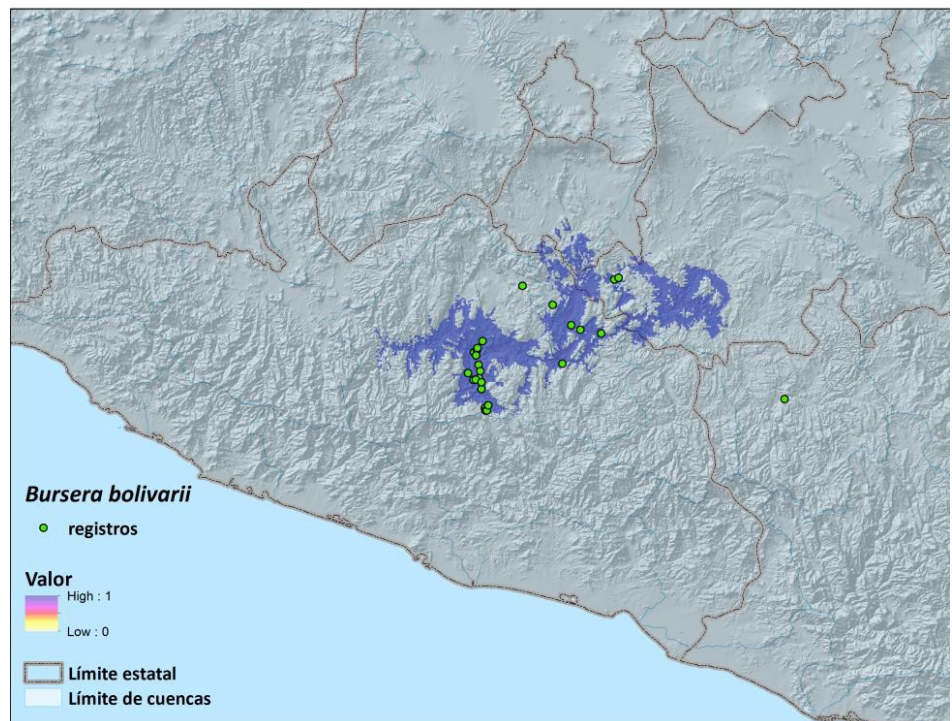 Bursera bolivarii
registros
Valor
High : 1
Low : 0
Límite estatal
Límite de cuencas